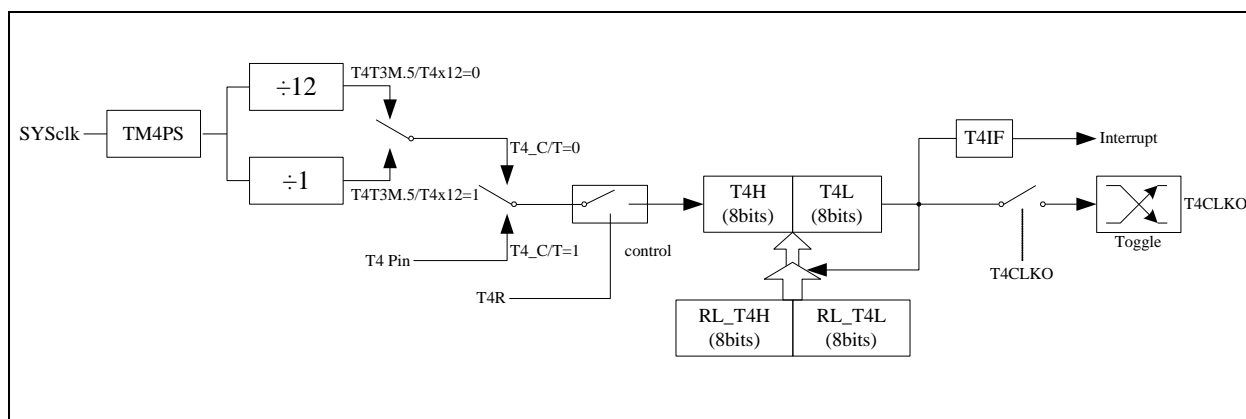 ÷12
T4T3M.5/T4x12=0
SYSclk
TM4PS
÷1
T4T3M.5/T4x12=1
T4_C/T=0
T4 Pin
T4_C/T=1
T4R
control
T4H
(8bits)
T4L
(8bits)
RL_T4H
(8bits)
RL_T4L
(8bits)
T4IF
Interrupt
T4CLKO
Toggle
T4CLKO